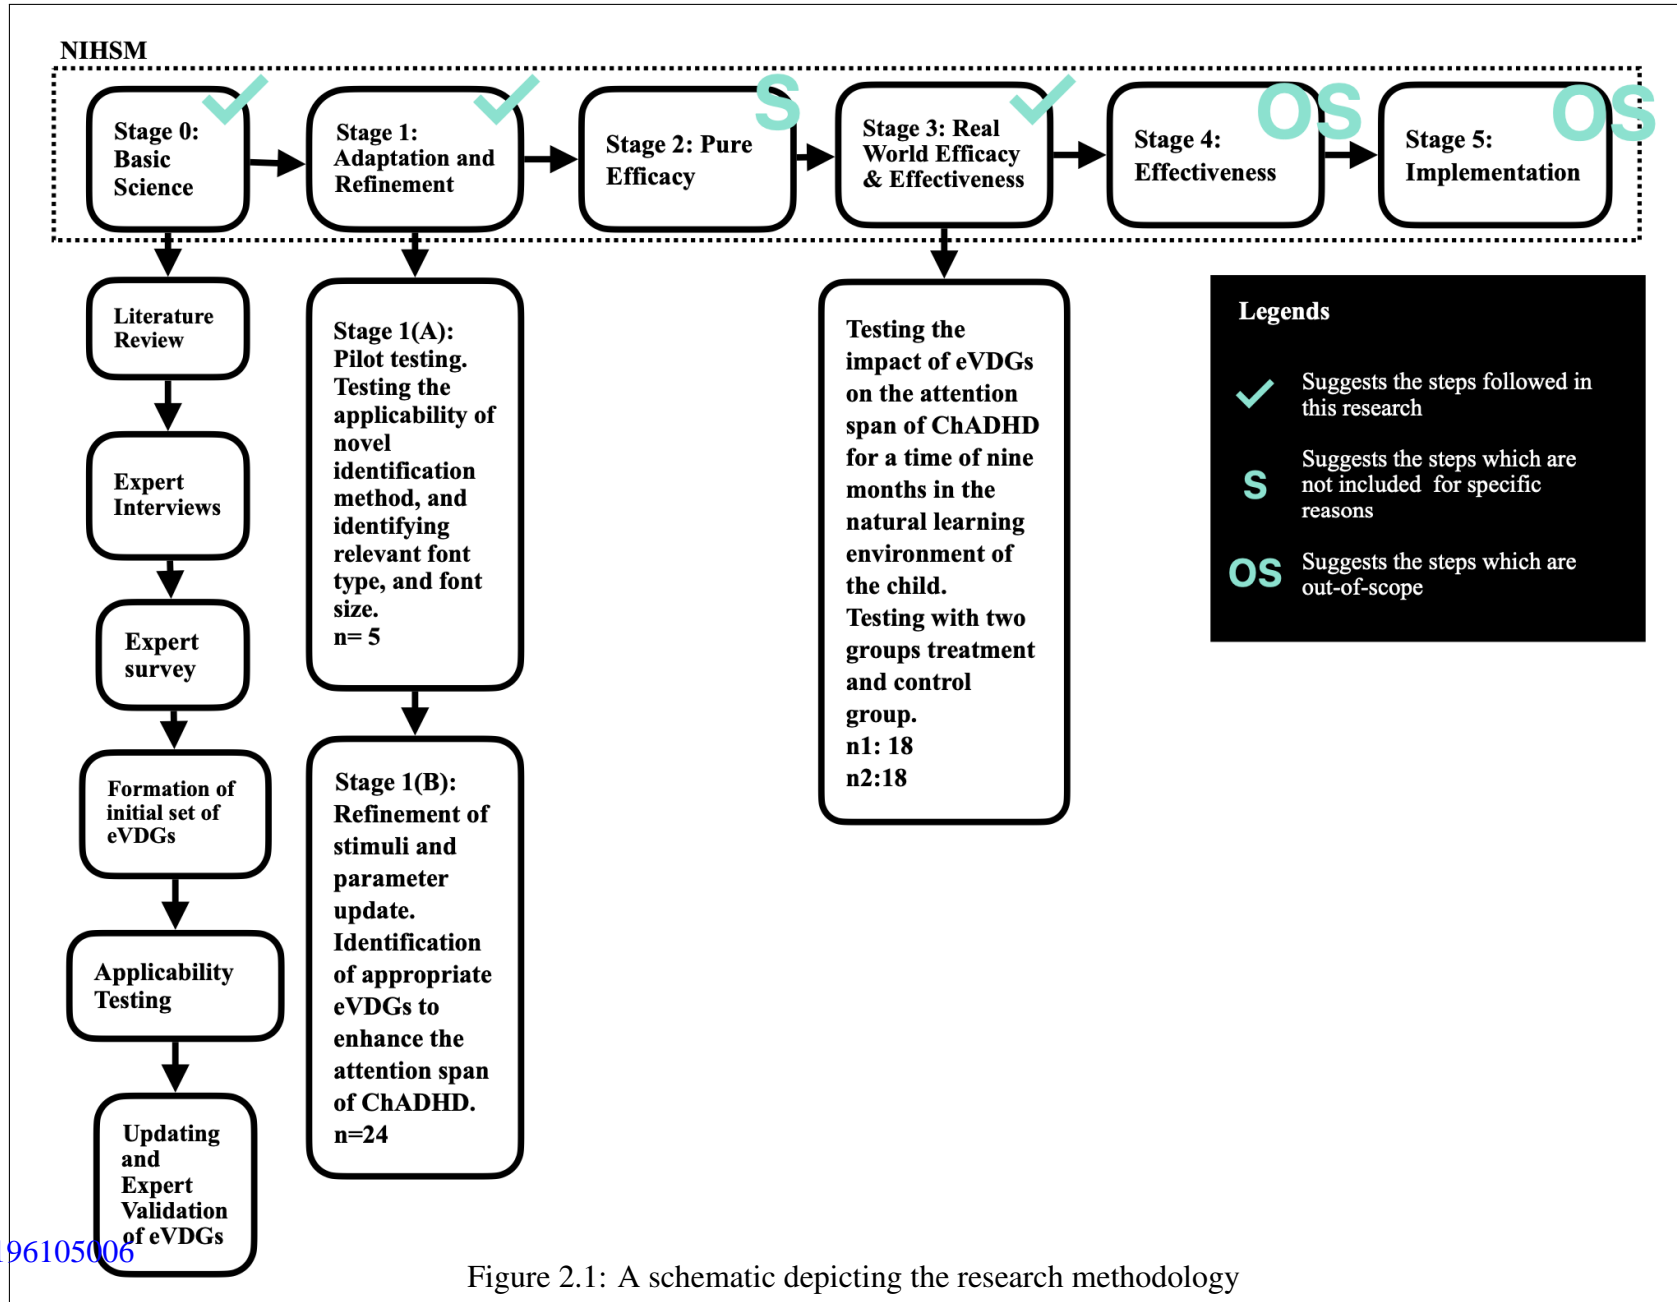 NIHSM
Stage 0:
Basic
Science
Stage 1:
Adaptation and
Refinement
S
Stage 2: Pure
Efficacy
Stage 3: Real
World Efficacy
& Effectiveness
OS
Stage 4:
Effectiveness
OS
Stage 5:
Implementation
Literature
Review
Expert
Interviews
Expert
survey
Formation of
initial set of
eVDGs
Applicability
Testing
Updating
and
Expert
Validation
of eVDGs
Stage 1(A):
Pilot testing.
Testing the
applicability of
novel
identification
method, and
identifying
relevant font
type, and font
size.
n= 5
Stage 1(B):
Refinement of
stimuli and
parameter
update.
Identification
of appropriate
eVDGs to
enhance the
attention span
of ChADHD.
n=24
Testing the
impact of eVDGs
on the attention
span of ChADHD
for a time of nine
months in the
natural learning
environment of
the child.
Testing with two
groups treatment
and control
group.
n1: 18
n2:18
Legends
Suggests the steps followed in
this research
S
Suggests the steps which are
not included for specific
reasons
OS
Suggests the steps which are
out-of-scope
196105006
Figure 2.1: A schematic depicting the research methodology